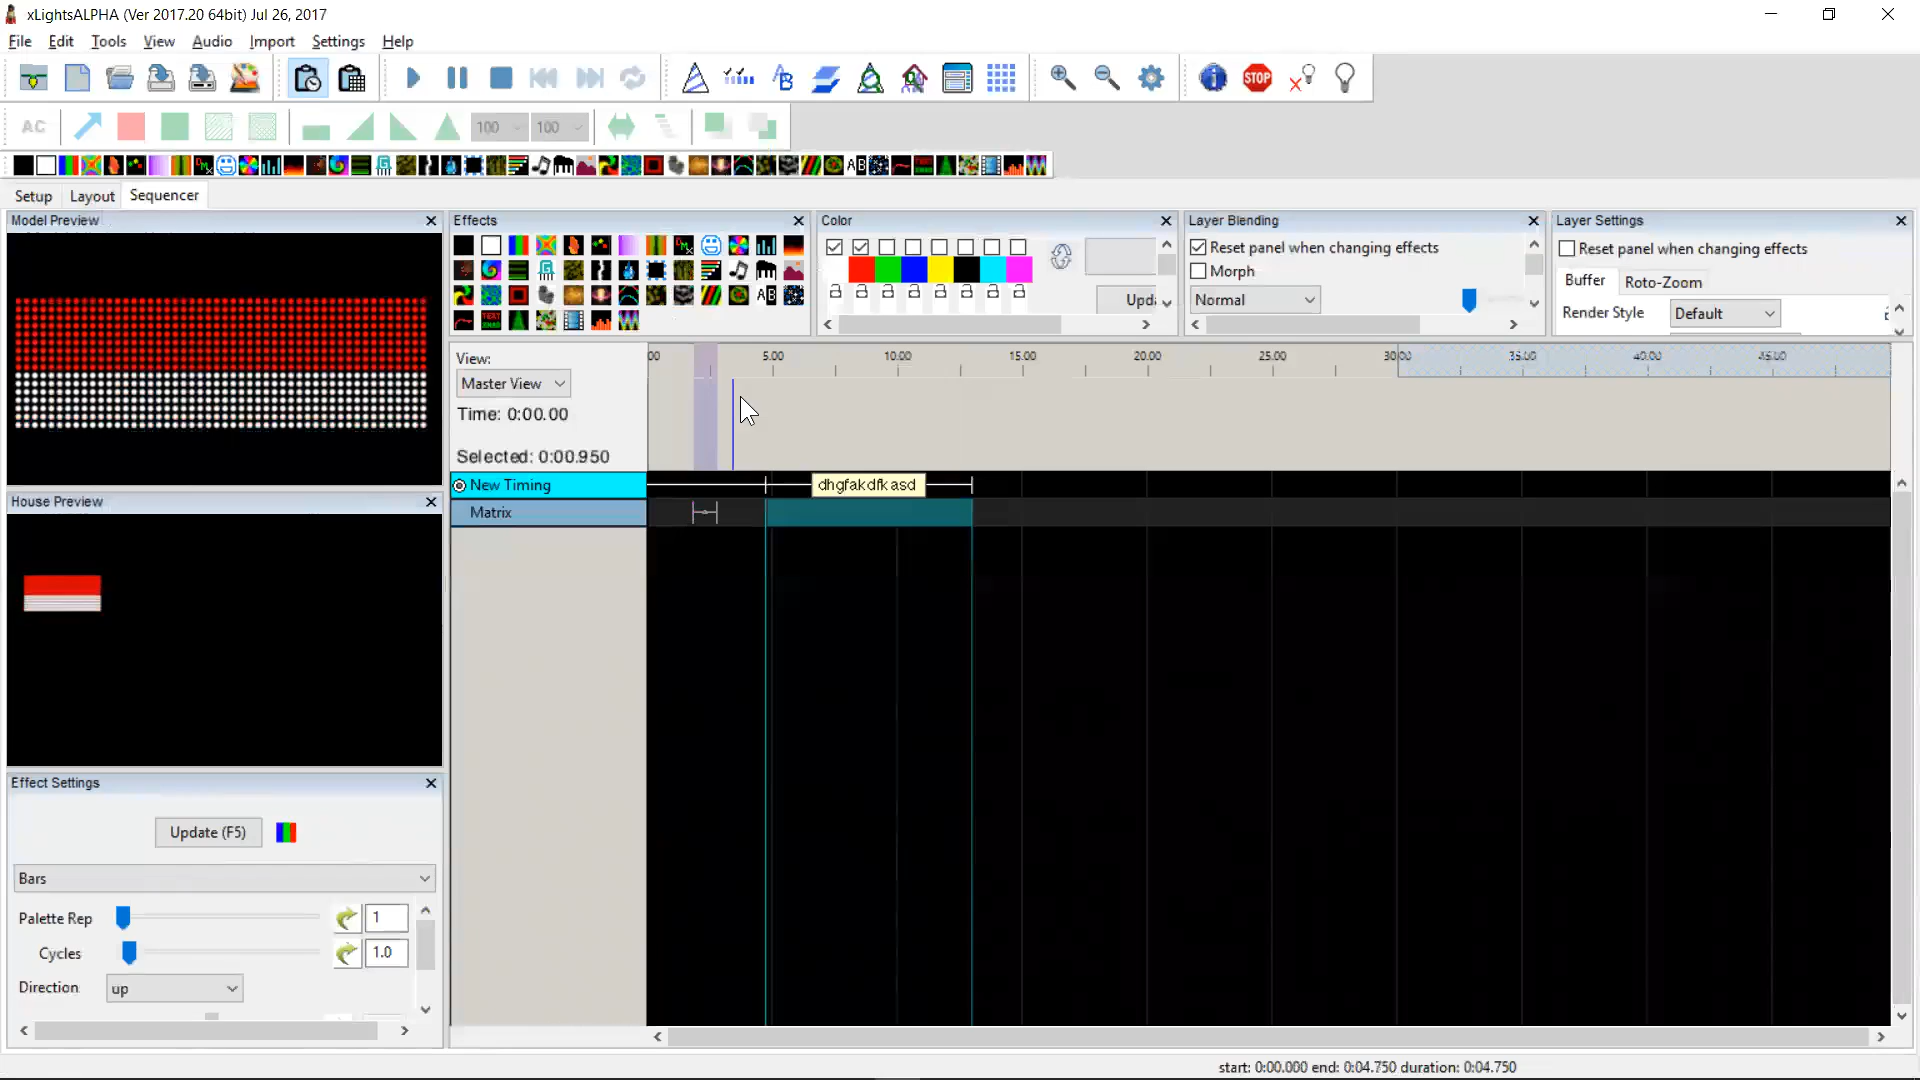 xLightsALPHA (Ver 2017.20 64bit) Jul 26, 2017
File Edit Tools View Audio Import Settings Help
AC 100 100
Setup Layout Sequencer
Model Preview
Effects
Color
Layer Blending
Layer Settings
Reset panel when changing effects
Reset panel when changing effects
Morph
Buffer Roto-Zoom
Normal
Upda
Render Style Default
View:
Master View
Time: 0:00.00
Selected: 0:00.950
00 5.00 10.00 15.00 20.00 25.00 30:00 35:00 40:00 45:00
New Timing
dhgfakdfkasd
Matrix
House Preview
Effect Settings
Update (F5)
Bars
Palette Rep 1
Cycles 1.0
Direction up
start: 0:00.000 end: 0:04.750 duration: 0:04.750